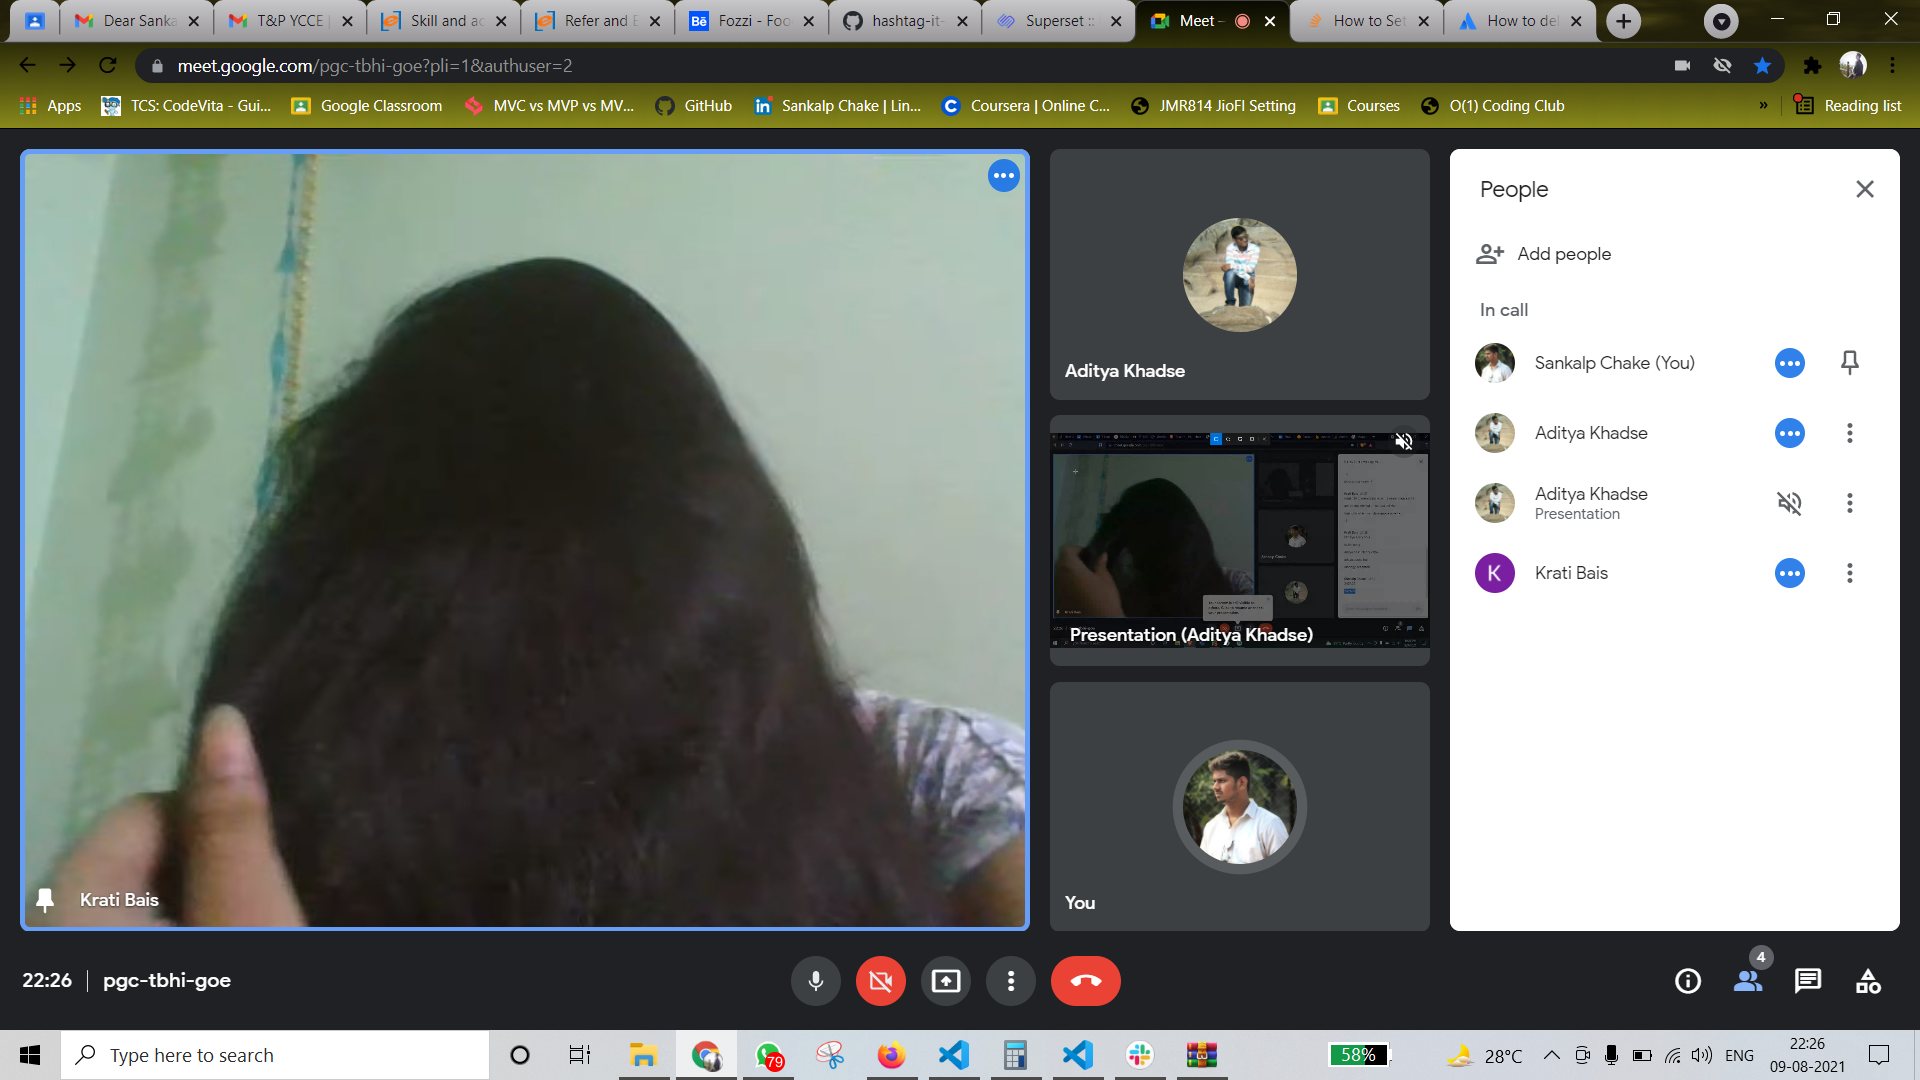 Dear Sanka
T&P YCCE
Skill and ac
Refer and E
Fozzi - Foo
hashtag-it-
Superset ::
Meet –
How to Set
How to del
meet.google.com/pgc-tbhi-goe?pli=1&authuser=2
Apps
TCS: CodeVita - Gui...
Google Classroom
MVC vs MVP vs MV...
GitHub
Sankalp Chake | Lin...
Coursera | Online C...
JMR814 JioFI Setting
Courses
O(1) Coding Club
»
Reading list
People
Add people
In call
Sankalp Chake (You)
Aditya Khadse
Aditya Khadse
Presentation
K
Krati Bais
Aditya Khadse
Presentation (Aditya Khadse)
You
Krati Bais
22:26
pgc-tbhi-goe
4
Type here to search
79
58%
28°C
ENG
22:26
09-08-2021